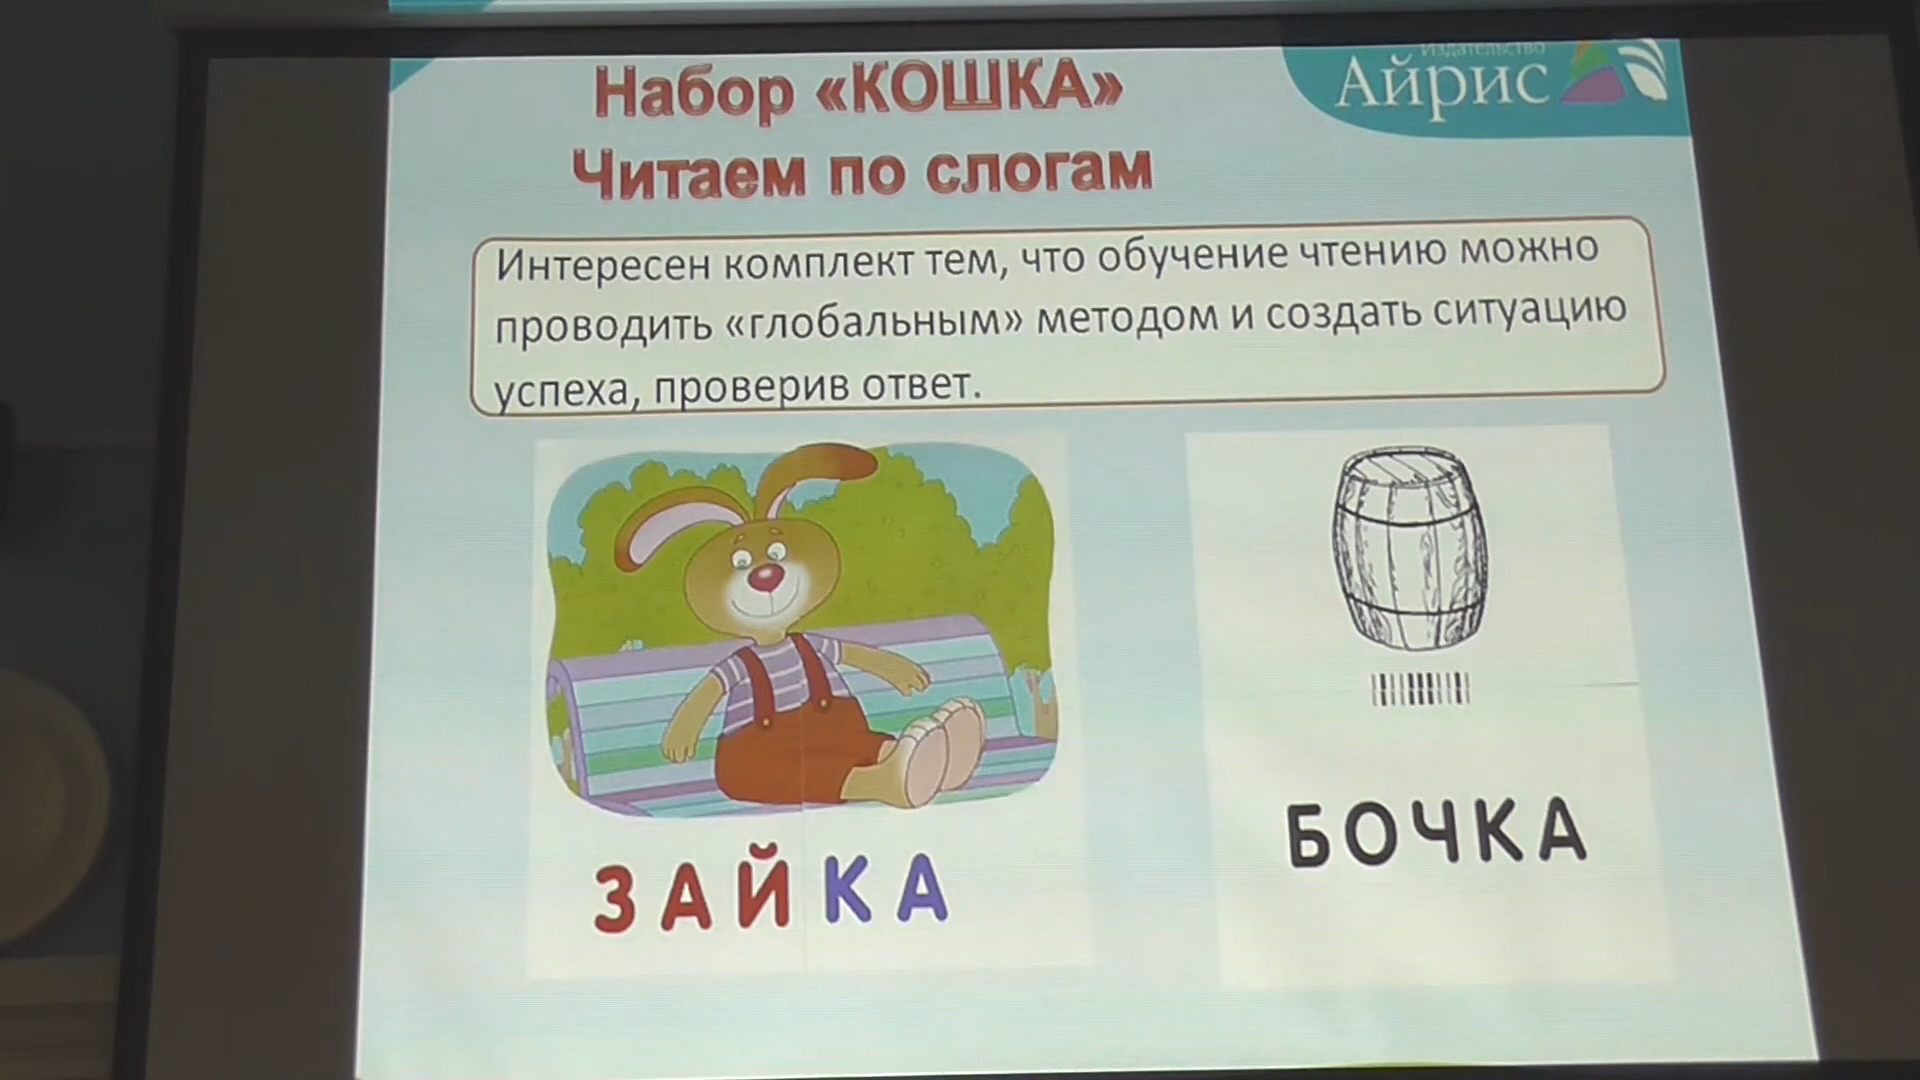 Издательство
Айрис
Набор «КОШКА»
Читаем по слогам
Интересен комплект тем, что обучение чтению можно
проводить «глобальным» методом и создать ситуацию
успеха, проверив ответ.
ЗАЙКА
БОЧКА